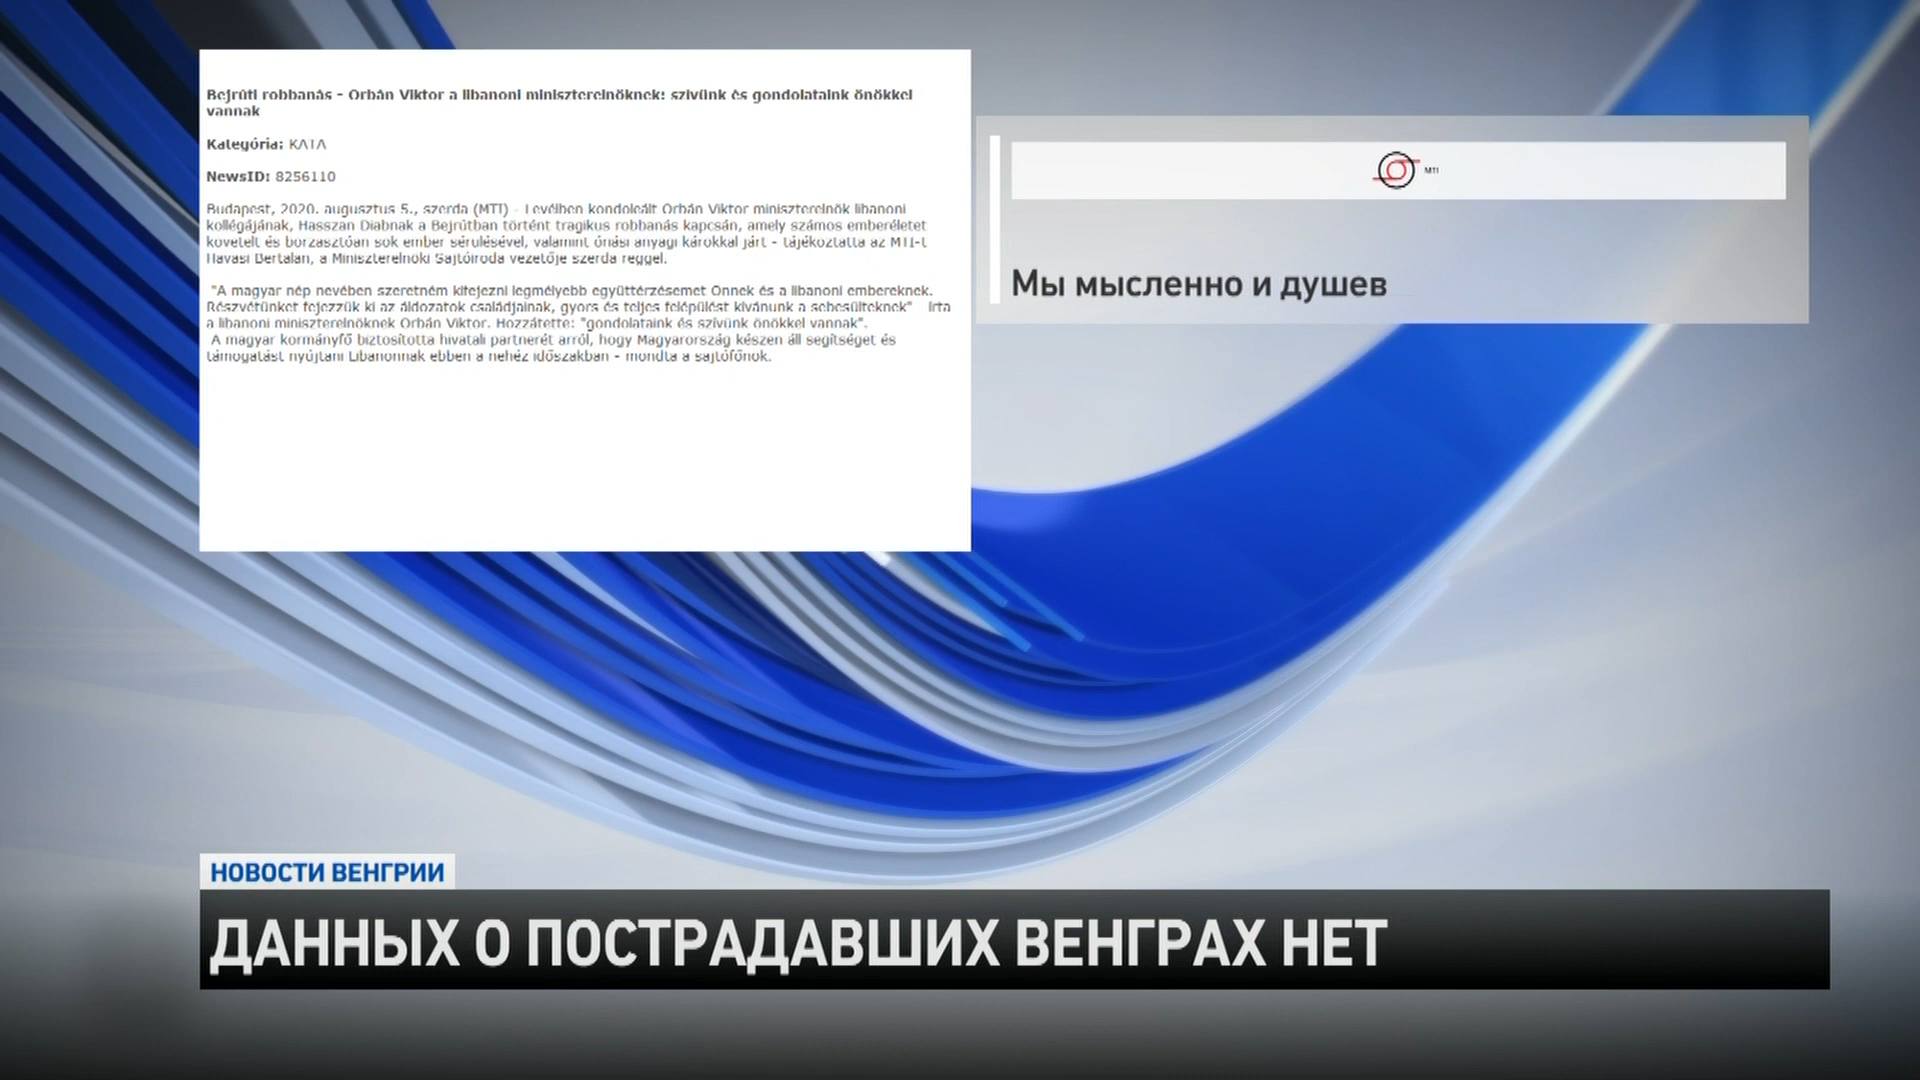 Bejrúti robbanás - Orbán Viktor a libanoni miniszterelnöknek: szívünk és gondolataink önökkel
vannak
Kategória: KATA
NewsID: 8256110
Budapest, 2020. augusztus 5., szerda (MTI) - Levélben kondoleált Orbán Viktor miniszterelnök libanoni
kollégájának, Hasszan Diabnak a Bejrútban történt tragikus robbanás kapcsán, amely számos emberéletet
követelt és borzasztóan sok ember sérülésével, valamint óriási anyagi károkkal járt - tájékoztatta az MTI-t
Havasi Bertalan, a Miniszterelnöki Sajtóiroda vezetője szerda reggel.
"A magyar nép nevében szeretném kifejezni legmélyebb együttérzésemet Önnek és a libanoni embereknek.
Részvétünket fejezzük ki az áldozatok családjainak, gyors és teljes felépülést kívánunk a sebesülteknek" írta
a libanoni miniszterelnöknek Orbán Viktor. Hozzátette: "gondolataink és szívünk önökkel vannak".
A magyar kormányfő biztosította hivatali partnerét arról, hogy Magyarország készen áll segítséget és
támogatást nyújtani Libanonnak ebben a nehéz időszakban - mondta a sajtófőnök.
MTI
Мы мысленно и душев
НОВОСТИ ВЕНГРИИ
ДАННЫХ О ПОСТРАДАВШИХ ВЕНГРАХ НЕТ